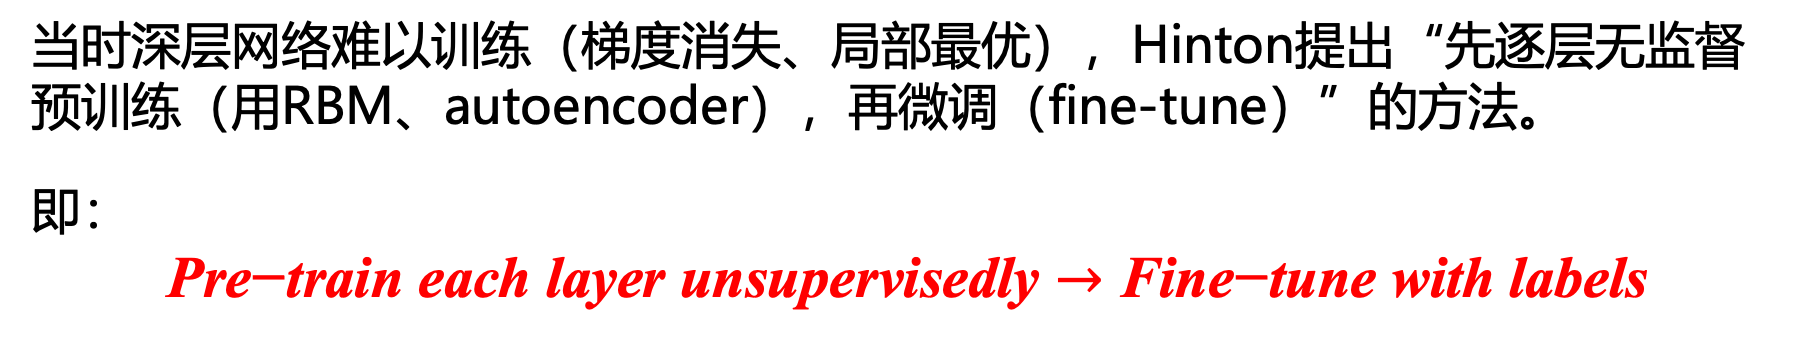 当时深层网络难以训练（梯度消失、局部最优），Hinton提出“先逐层无监督
预训练（用RBM、autoencoder），再微调（fine-tune）”的方法。
即：
Pre−train each layer unsupervisedly → Fine−tune with labels